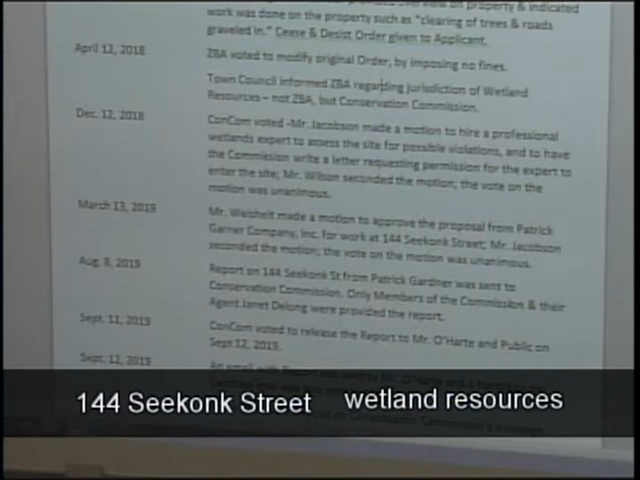 overview on property & indicated
work was done on the property such as "clearing of trees & roads
graveled in." Cease & Desist Order given to Applicant.
April 12, 2018 ZBA voted to modify original Order, by imposing no fines.
Town Council informed ZBA regarding jurisdiction of Wetland
Resources – not ZBA, but Conservation Commission.
Dec. 12, 2018 ConCom voted –Mr. Jacobson made a motion to hire a professional
wetlands expert to assess the site for possible violations, and to have
the Commission write a letter requesting permission for the expert to
enter the site; Mr. Wilson seconded the motion; the vote on the
motion was unanimous.
March 13, 2019 Mr. Weisheit made a motion to approve the proposal from Patrick
Garner Company, Inc. for work at 144 Seekonk Street; Mr. Jacobson
seconded the motion; the vote on the motion was unanimous.
Aug. 8, 2019 Report on 144 Seekonk St from Patrick Gardner was sent to
Conservation Commission. Only Members of the Commission & their
Agent Janet Delong were provided the report.
Sept. 11, 2019 ConCom voted to release the Report to Mr. O'Harte and Public on
Sept 12, 2019.
Sept. 12, 2019
144 Seekonk Street wetland resources